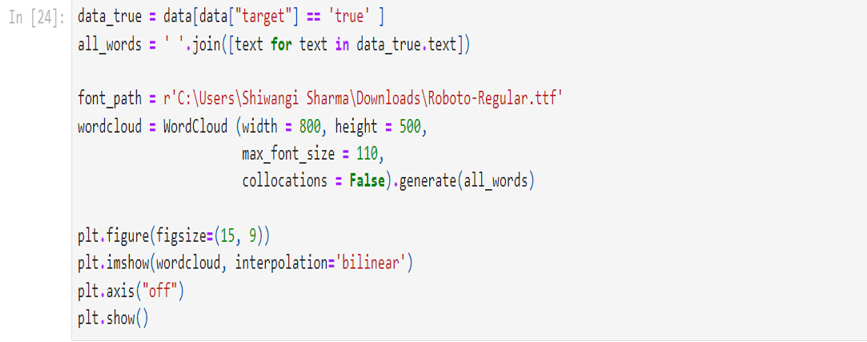 In [24]: data_true = data[data["target"] == 'true' ]
all_words = ' '.join([text for text in data_true.text])
font_path = r'C:\Users\Shiwangi Sharma\Downloads\Roboto-Regular.ttf'
wordcloud = WordCloud (width = 800, height = 500,
max_font_size = 110,
collocations = False).generate(all_words)
plt.figure(figsize=(15, 9))
plt.imshow(wordcloud, interpolation='bilinear')
plt.axis("off")
plt.show()